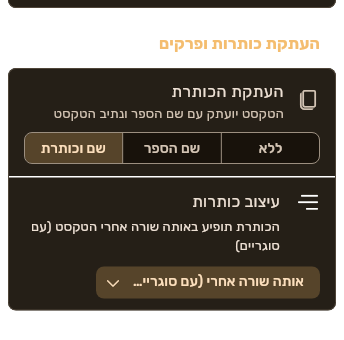 העתקת כותרות ופרקים
העתקת הכותרת
הטקסט יועתק עם שם הספר ונתיב הטקסט
ללא
שם הספר
שם וכותרת
עיצוב כותרות
הכותרת תופיע באותה שורה אחרי הטקסט (עם
סוגריים)
אותה שורה אחרי (עם סוגריי...